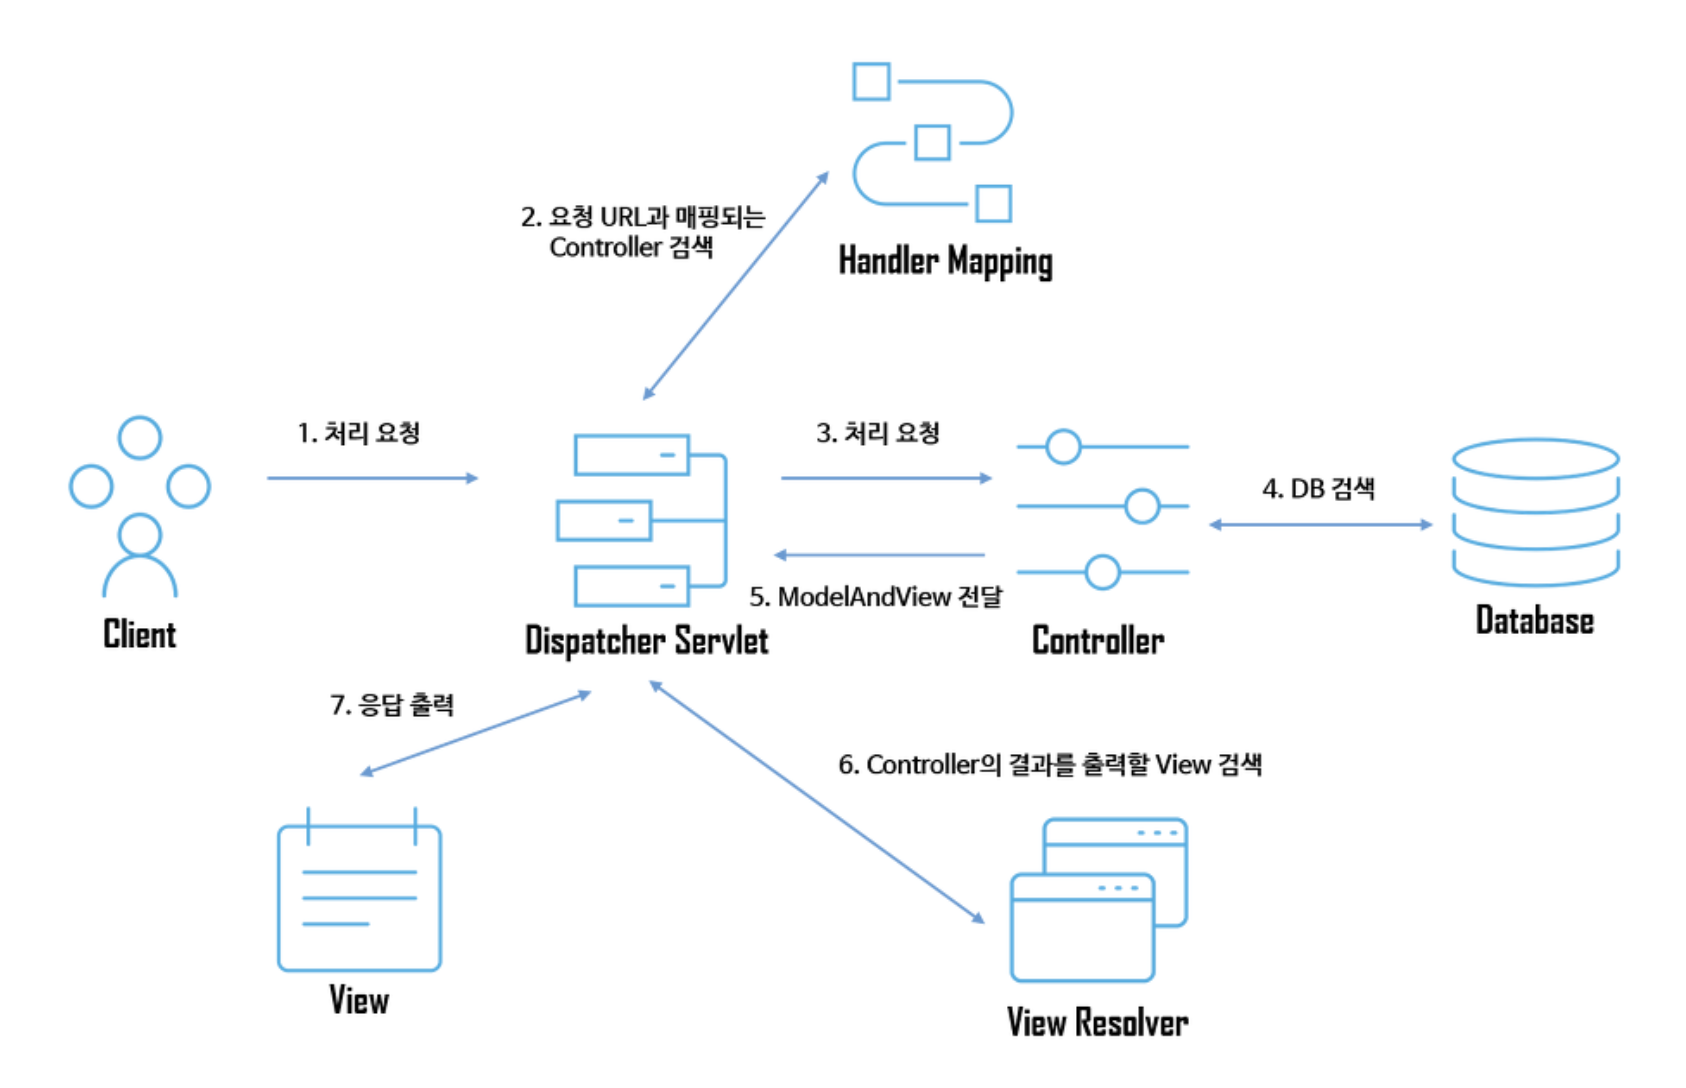 2. 요청 URL과 매핑되는
Controller 검색
Handler Mapping
1. 처리 요청
3. 처리 요청
4. DB 검색
5. ModelAndView 전달
Client
Dispatcher Servlet
Controller
Database
7. 응답 출력
6. Controller의 결과를 출력할 View 검색
View
View Resolver